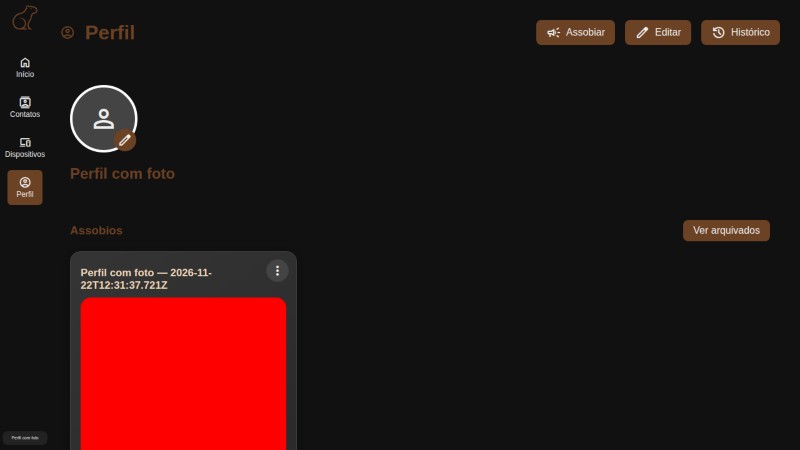 Perfil
Assobiar
Editar
Histórico
Início
Contatos
Dispositivos
Perfil
Perfil com foto
Assobios
Ver arquivados
Perfil com foto — 2026-11-
22T12:31:37.721Z
Perfil com foto